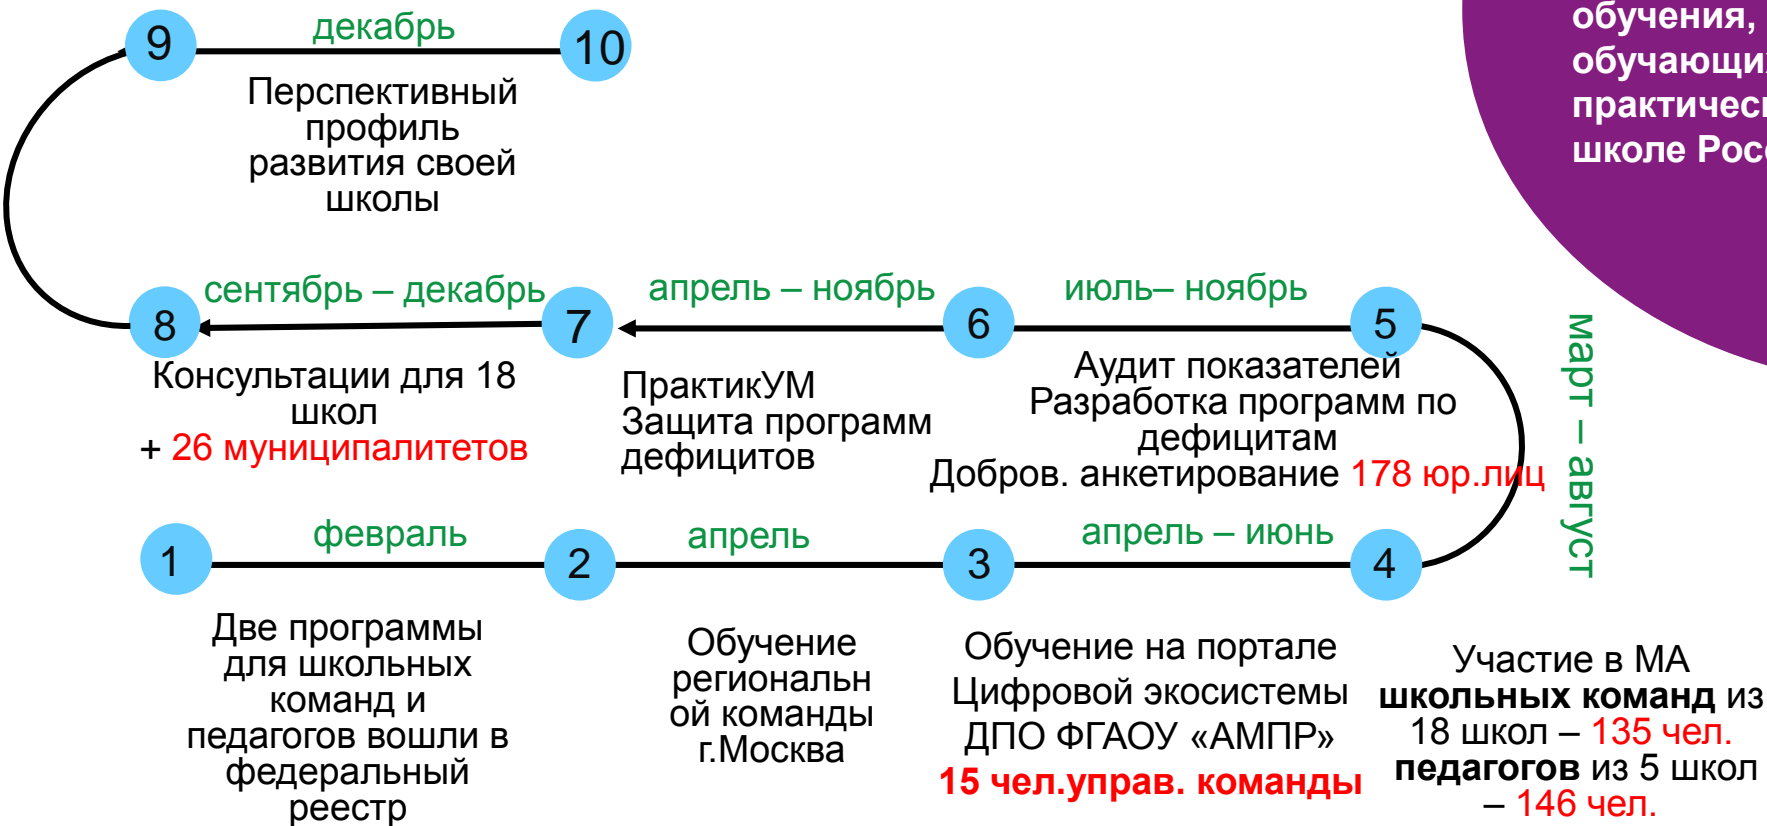 обучения,
школе
9
декабрь
10
Перспективный
профиль
развития своей
школы
8
сентябрь – декабрь
7
апрель – ноябрь
6
июль– ноябрь
5
март – август
Консультации для 18
школ
+ 26 муниципалитетов
ПрактикУМ
Защита программ
дефицитов
Аудит показателей
Разработка программ по
дефицитам
Добров. анкетирование 178 юр.лиц
1
февраль
2
апрель
3
апрель – июнь
4
Две программы
для школьных
команд и
педагогов вошли в
федеральный
реестр
Обучение
региональн
ой команды
г.Москва
Обучение на портале
Цифровой экосистемы
ДПО ФГАОУ «АМПР»
15 чел.управ. команды
Участие в МА
школьных команд из
18 школ – 135 чел.
педагогов из 5 школ
– 146 чел.